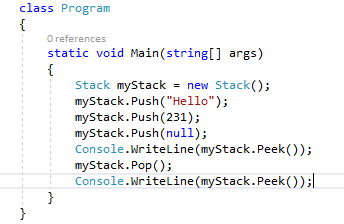 class Program
{
0 references
static void Main(string[] args)
{
Stack myStack = new Stack();
myStack.Push("Hello");
myStack.Push(231);
myStack.Push(null);
Console.WriteLine(myStack.Peek());
myStack.Pop();
Console.WriteLine(myStack.Peek());
}
}